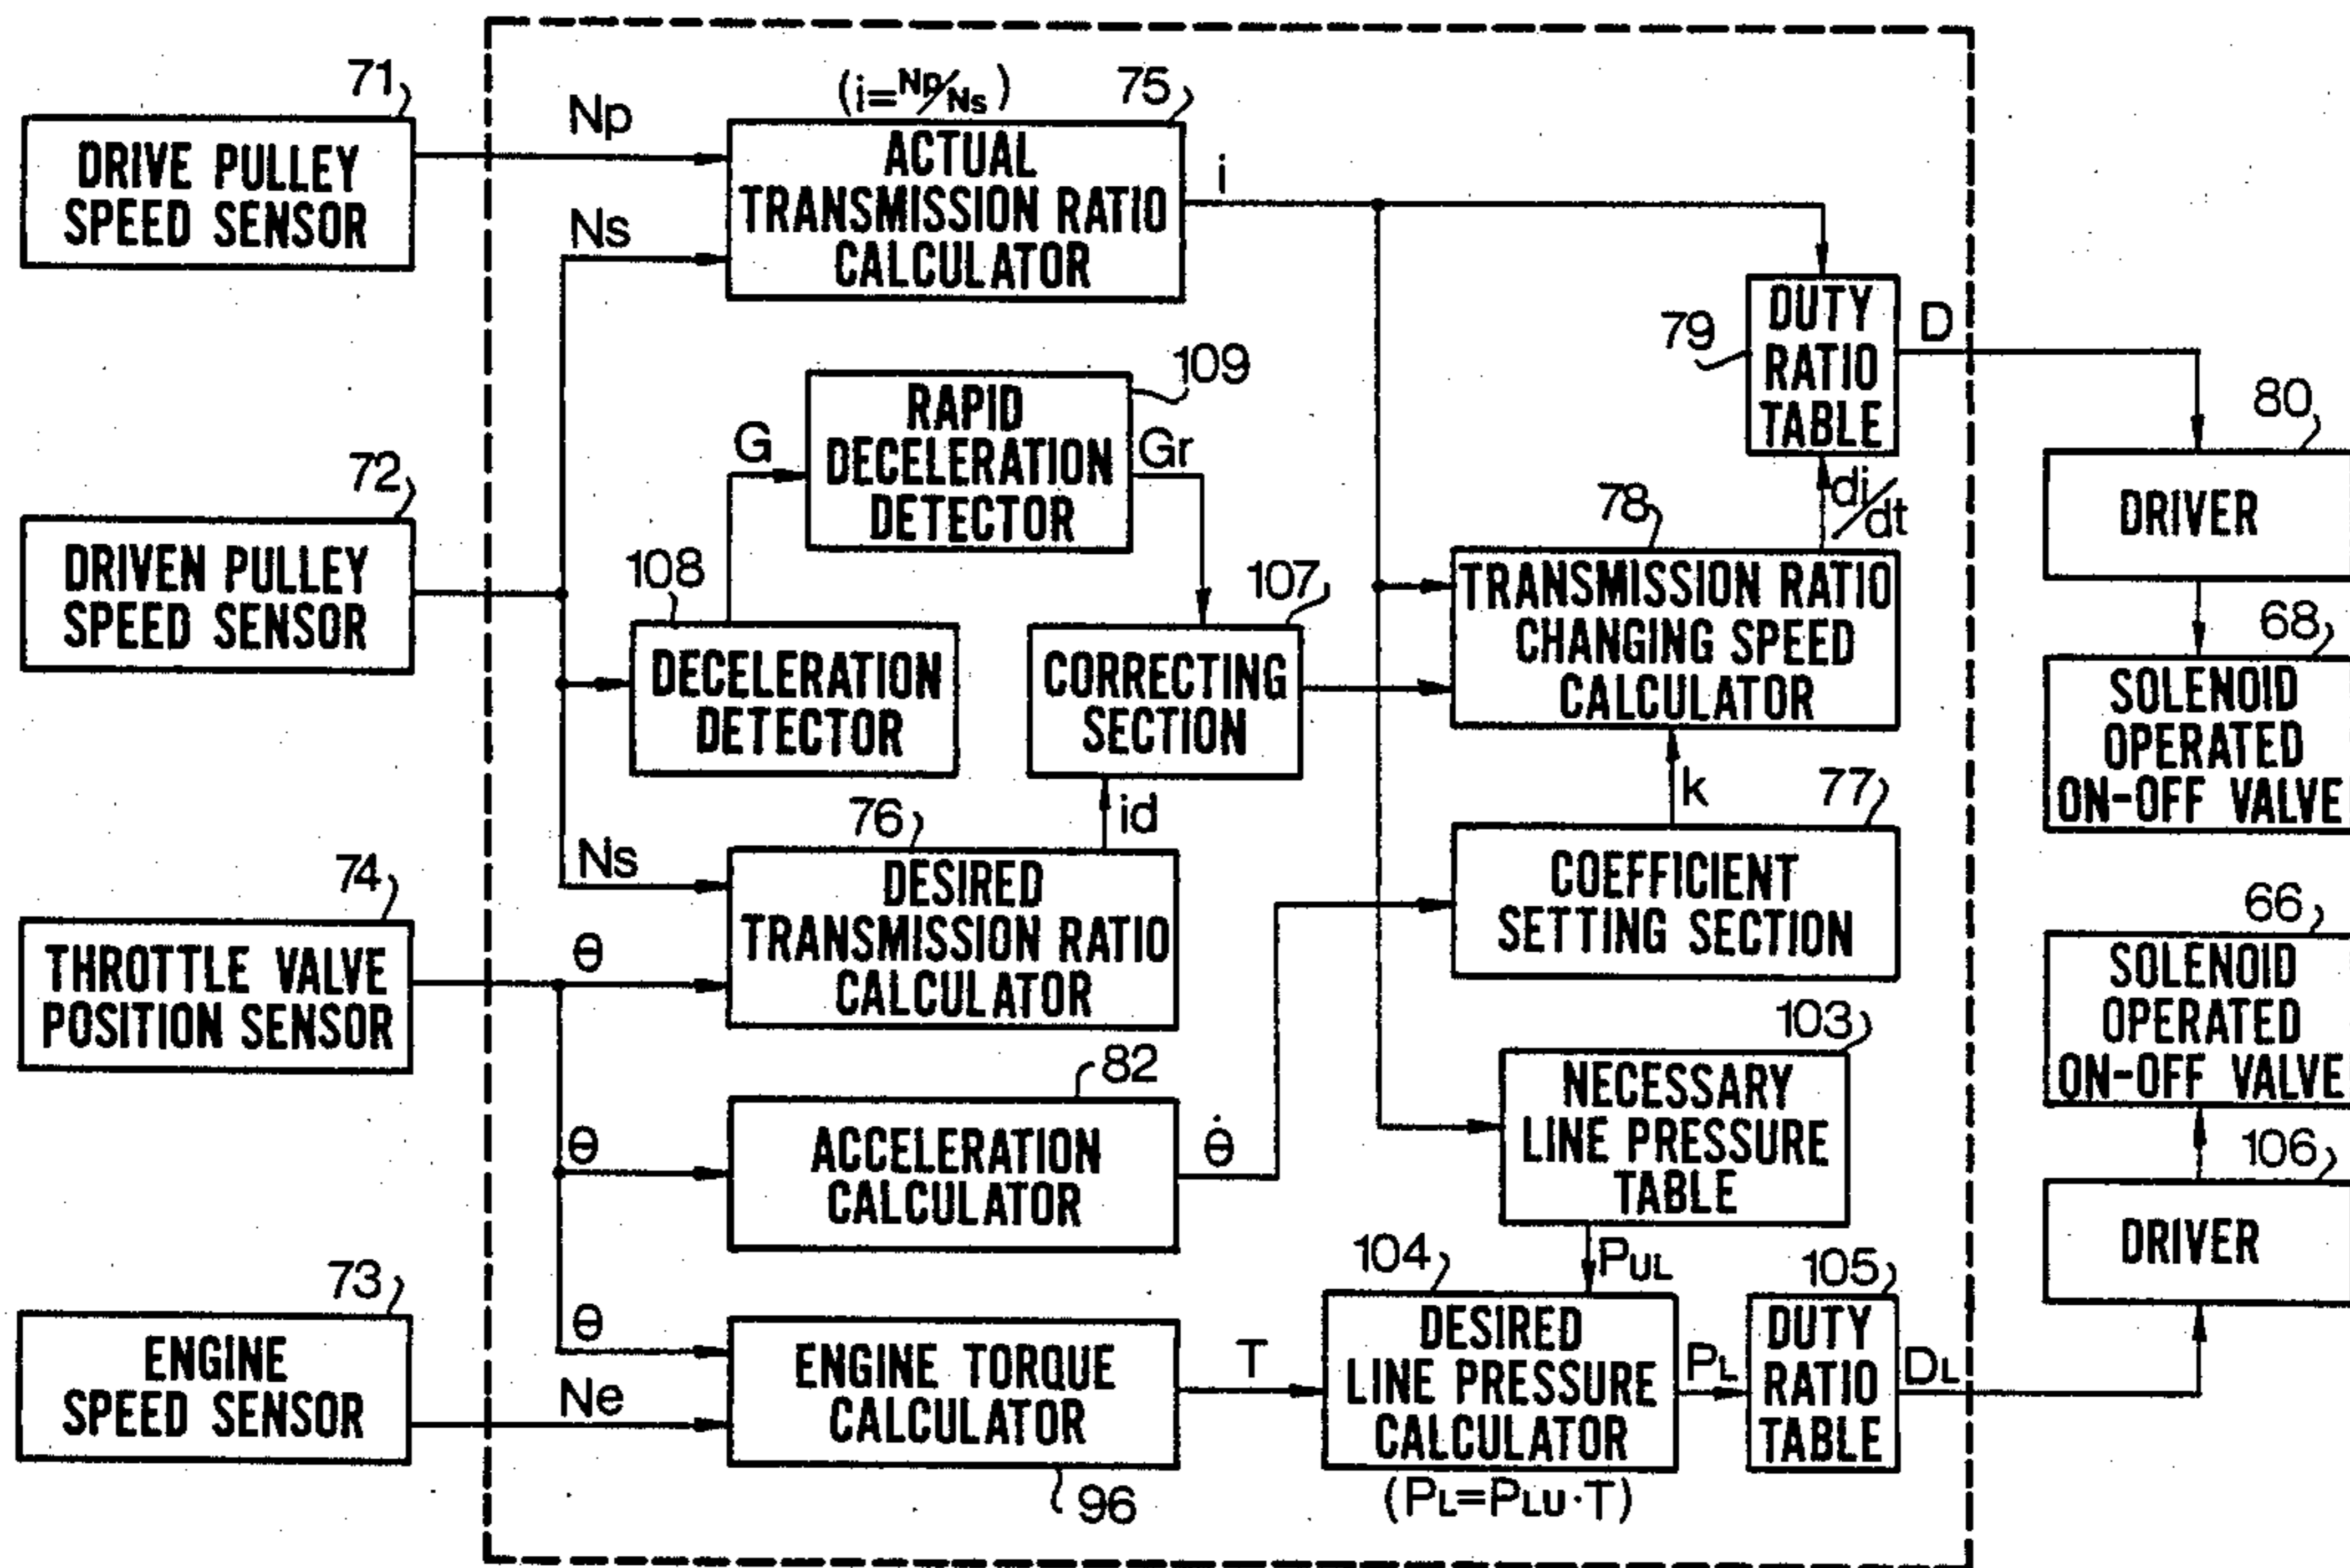 71
DRIVE PULLEY
SPEED SENSOR
Np
(i=Np/Ns)
75
ACTUAL
TRANSMISSION RATIO
CALCULATOR
i
Ns
79
DUTY
RATIO
TABLE
D
109
RAPID
DECELERATION
DETECTOR
G
Gr
80
DRIVER
72
DRIVEN PULLEY
SPEED SENSOR
108
DECELERATION
DETECTOR
107
CORRECTING
SECTION
78
di/dt
TRANSMISSION RATIO
CHANGING SPEED
CALCULATOR
68
SOLENOID
OPERATED
ON-OFF VALVE
k
77
COEFFICIENT
SETTING SECTION
76
id
Ns
DESIRED
TRANSMISSION RATIO
CALCULATOR
74
THROTTLE VALVE
POSITION SENSOR
θ
66
SOLENOID
OPERATED
ON-OFF VALVE
82
θ
ACCELERATION
CALCULATOR
θ̇
103
NECESSARY
LINE PRESSURE
TABLE
106
DRIVER
73
ENGINE
SPEED SENSOR
θ
Ne
ENGINE TORQUE
CALCULATOR
96
T
104
PUL
DESIRED
LINE PRESSURE
CALCULATOR
(PL=PLU·T)
PL
105
DUTY
RATIO
TABLE
DL